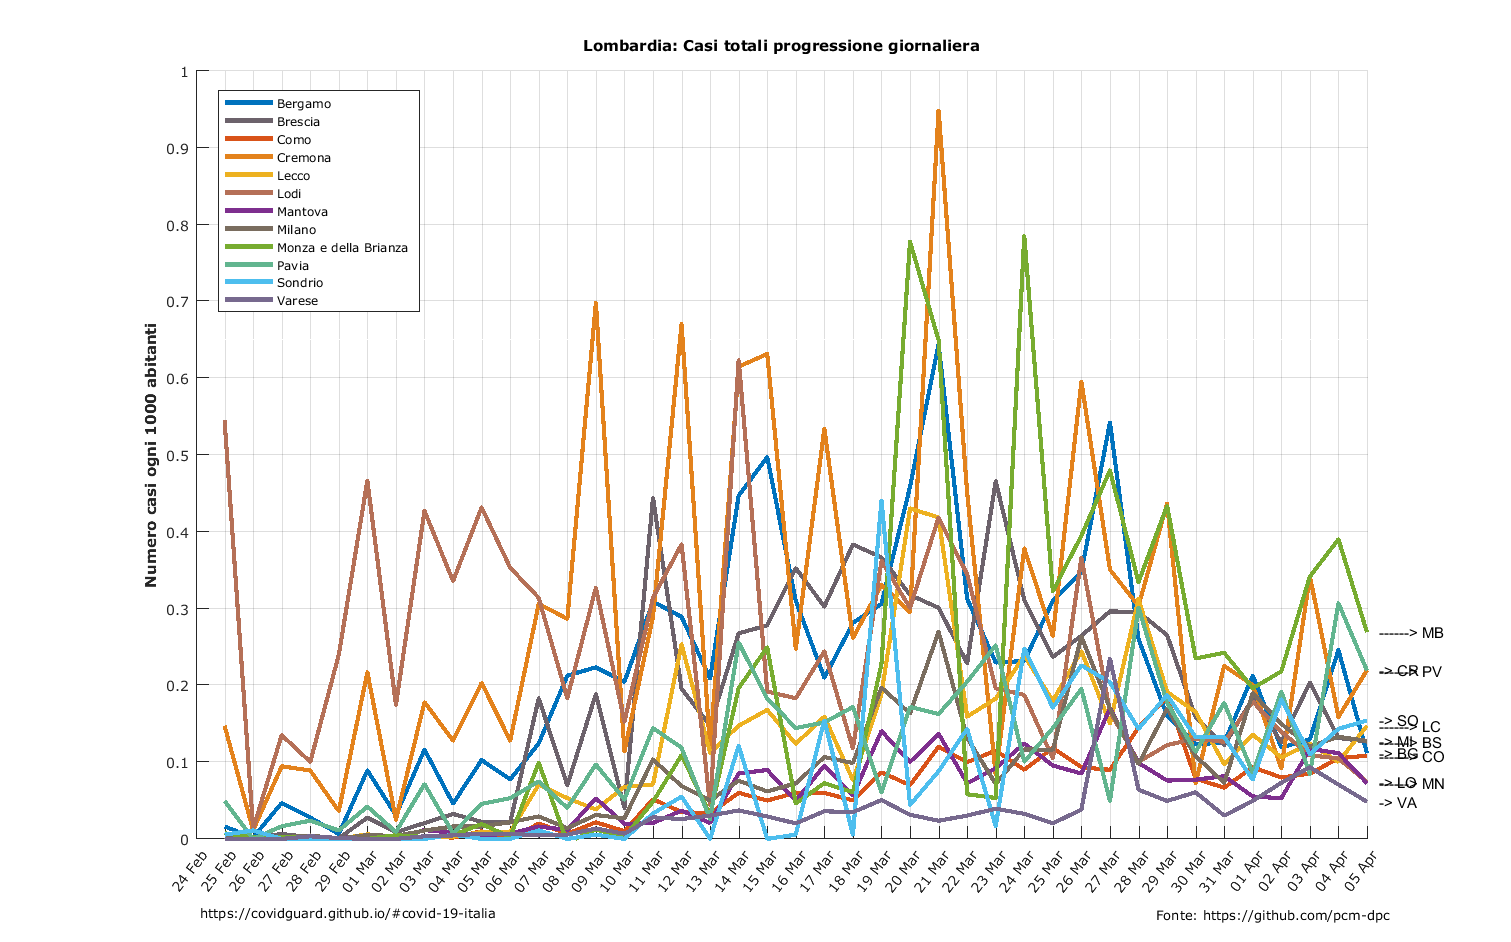 Lombardia: Casi totali progressione giornaliera
Numero casi ogni 1000 abitanti
1
0.9
0.8
0.7
0.6
0.5
0.4
0.3
0.2
0.1
0
Bergamo
Brescia
Como
Cremona
Lecco
Lodi
Mantova
Milano
Monza e della Brianza
Pavia
Sondrio
Varese
------> MB
-> CR
------> PV
-> SO
------> LC
-> MI
------> BS
-> BG
------> CO
-> LO
------> MN
-> VA
24 Feb
25 Feb
26 Feb
27 Feb
28 Feb
29 Feb
01 Mar
02 Mar
03 Mar
04 Mar
05 Mar
06 Mar
07 Mar
08 Mar
09 Mar
10 Mar
11 Mar
12 Mar
13 Mar
14 Mar
15 Mar
16 Mar
17 Mar
18 Mar
19 Mar
20 Mar
21 Mar
22 Mar
23 Mar
24 Mar
25 Mar
26 Mar
27 Mar
28 Mar
29 Mar
30 Mar
31 Mar
01 Apr
02 Apr
03 Apr
04 Apr
05 Apr
https://covidguard.github.io/#covid-19-italia
Fonte: https://github.com/pcm-dpc